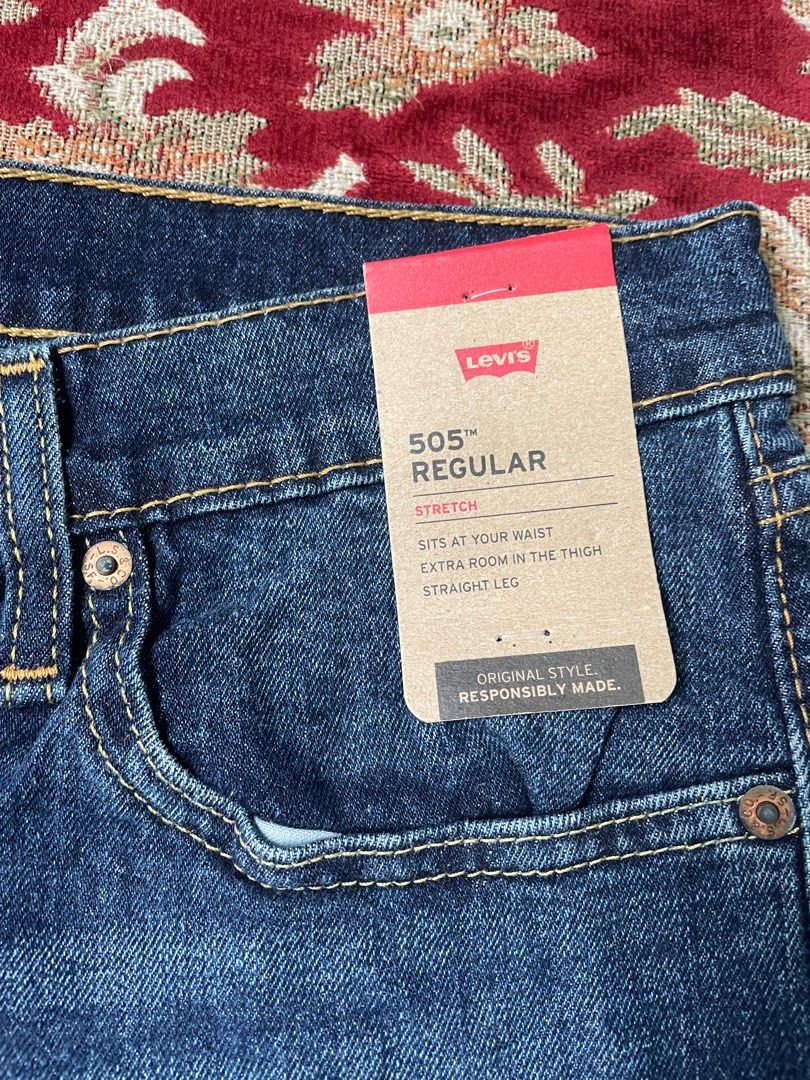 Levi's®
505™
REGULAR
STRETCH
SITS AT YOUR WAIST
EXTRA ROOM IN THE THIGH
STRAIGHT LEG
ORIGINAL STYLE.
RESPONSIBLY MADE.
L.S.&CO.-S.F.-